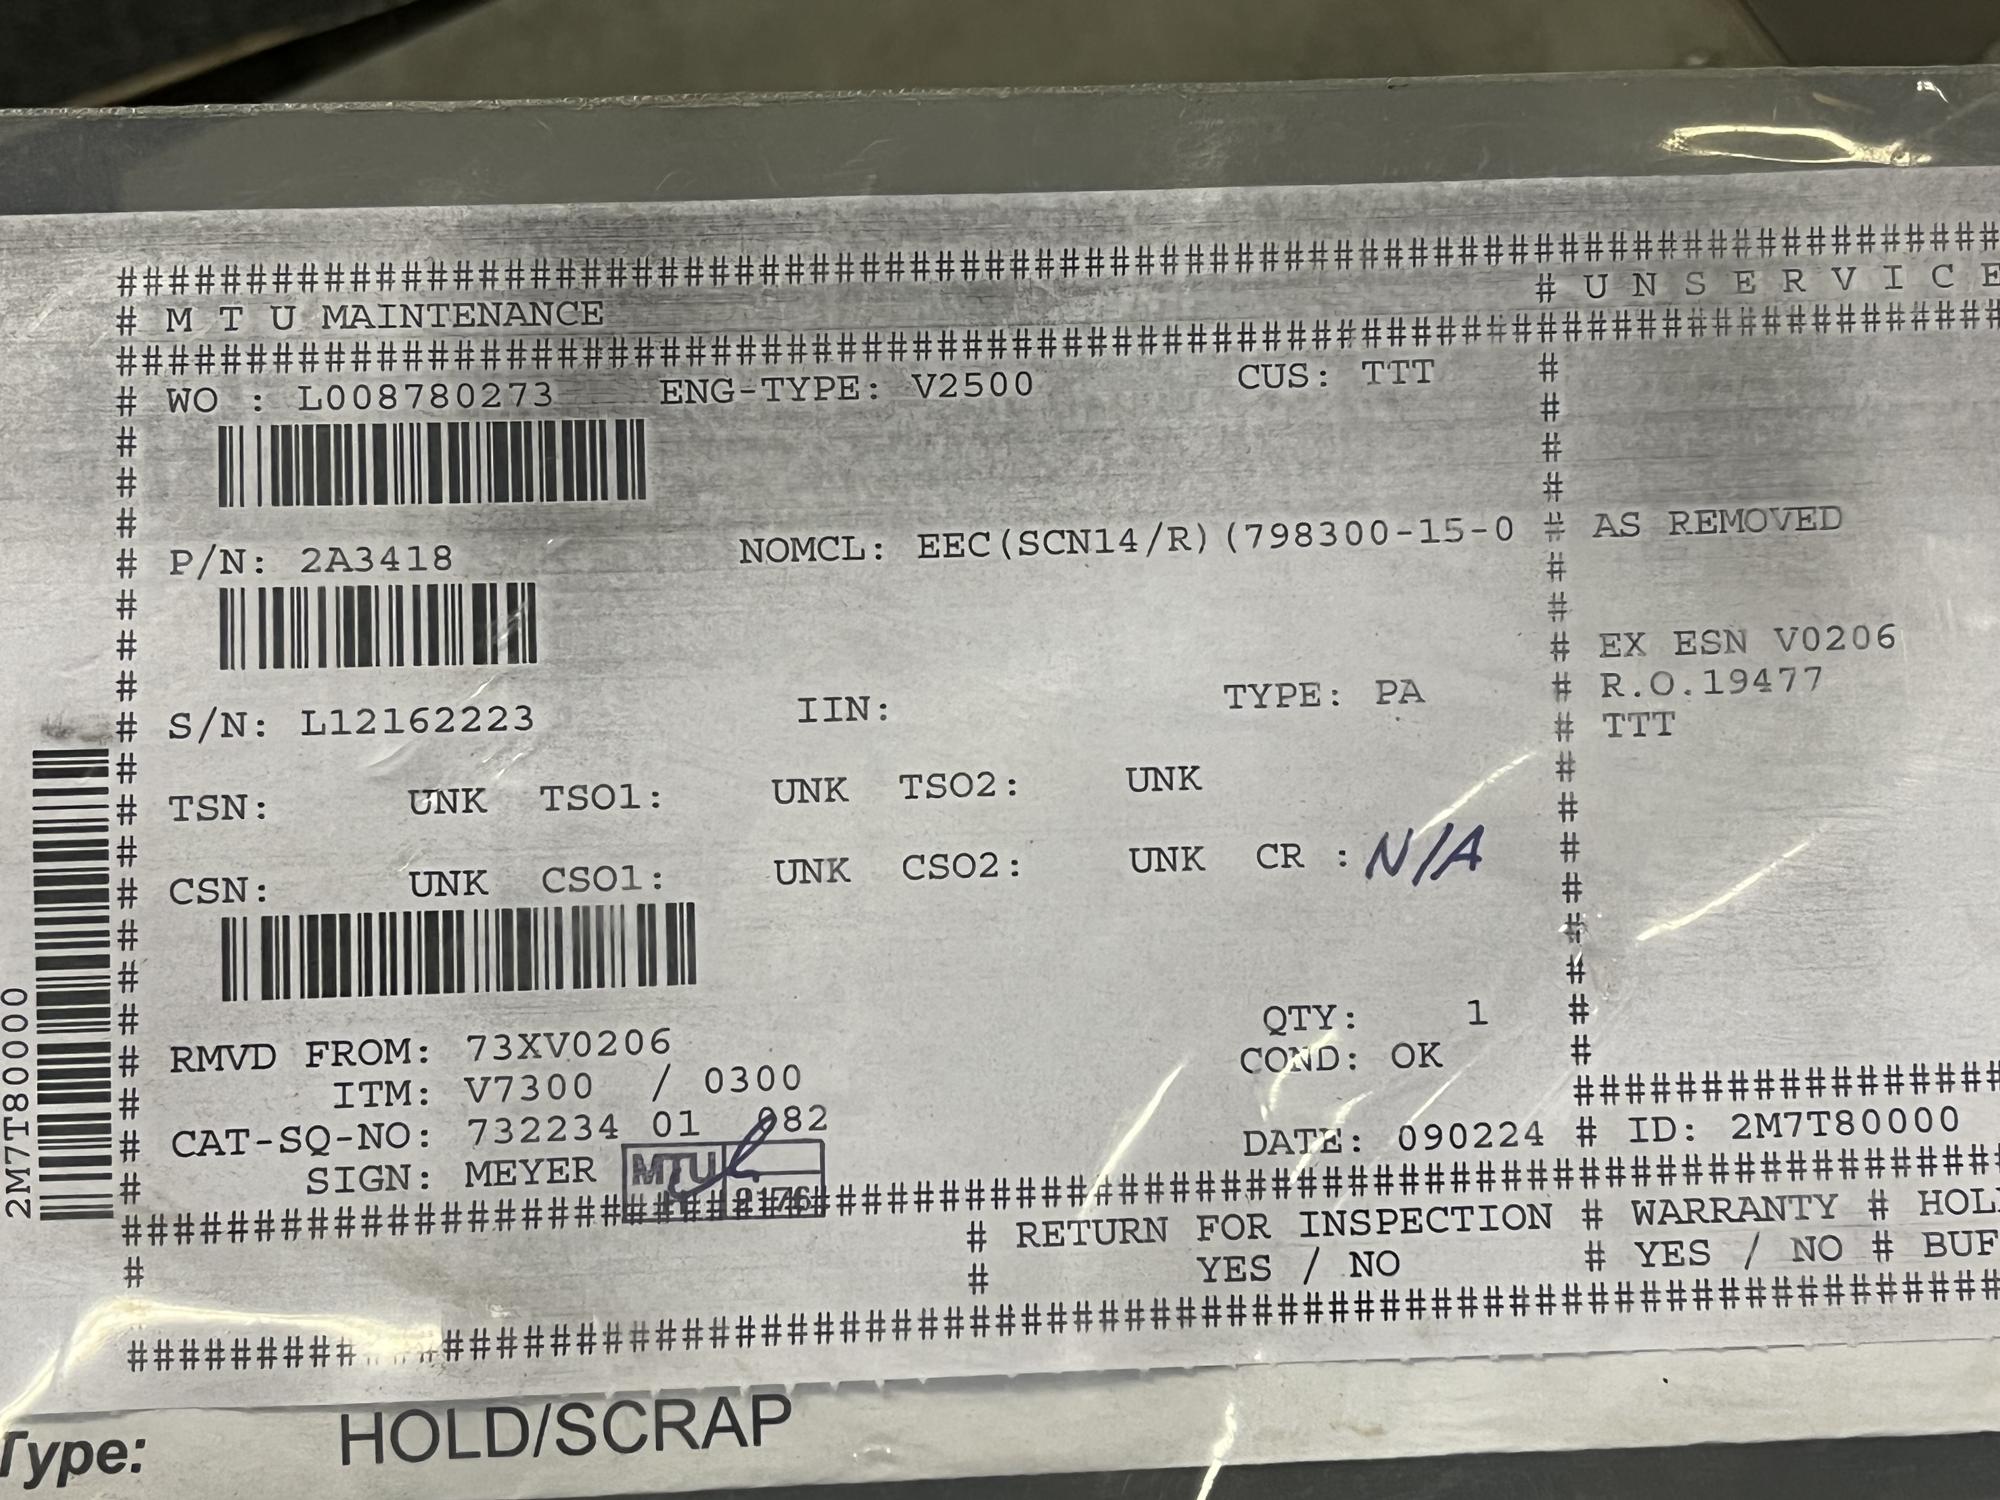 ################################################################
# M T U MAINTENANCE # U N S E R V I C E
################################################################
# WO : L008780273 ENG-TYPE: V2500 CUS: TTT #
# P/N: 2A3418 NOMCL: EEC(SCN14/R)(798300-15-0 # AS REMOVED
# EX ESN V0206
# S/N: L12162223 IIN: TYPE: PA # R.O.19477
# TTT
# TSN: UNK TSO1: UNK TSO2: UNK #
# CSN: UNK CSO1: UNK CSO2: UNK CR : N/A #
# QTY: 1 #
# RMVD FROM: 73XV0206 COND: OK #
# ITM: V7300 / 0300 #################
# CAT-SQ-NO: 732234 01 082 DATE: 090224 # ID: 2M7T80000
# SIGN: MEYER MTU
################################################################
# # RETURN FOR INSPECTION # WARRANTY # HOL
# # YES / NO # YES / NO # BUF
################################################################
2M7T80000
Type: HOLD/SCRAP